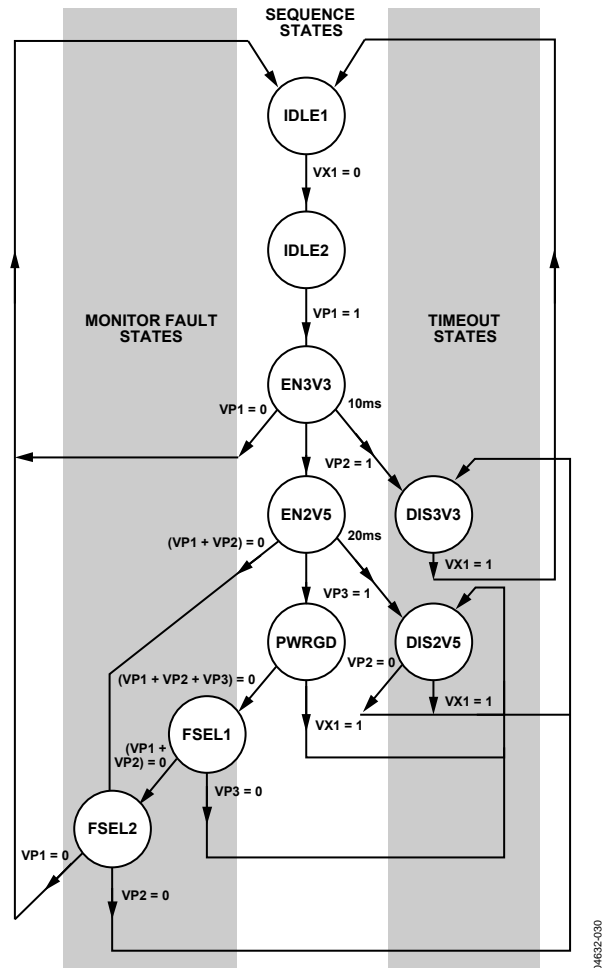 SEQUENCE
STATES
IDLE1
VX1 = 0
IDLE2
MONITOR FAULT
STATES
VP1 = 1
TIMEOUT
STATES
EN3V3
VP1 = 0
10ms
VP2 = 1
EN2V5
DIS3V3
(VP1 + VP2) = 0
20ms
VX1 = 1
VP3 = 1
PWRGD
DIS2V5
VP2 = 0
(VP1 + VP2 + VP3) = 0
VX1 = 1
VX1 = 1
FSEL1
(VP1 +
VP2) = 0
VP3 = 0
FSEL2
VP1 = 0
VP2 = 0
04632-030